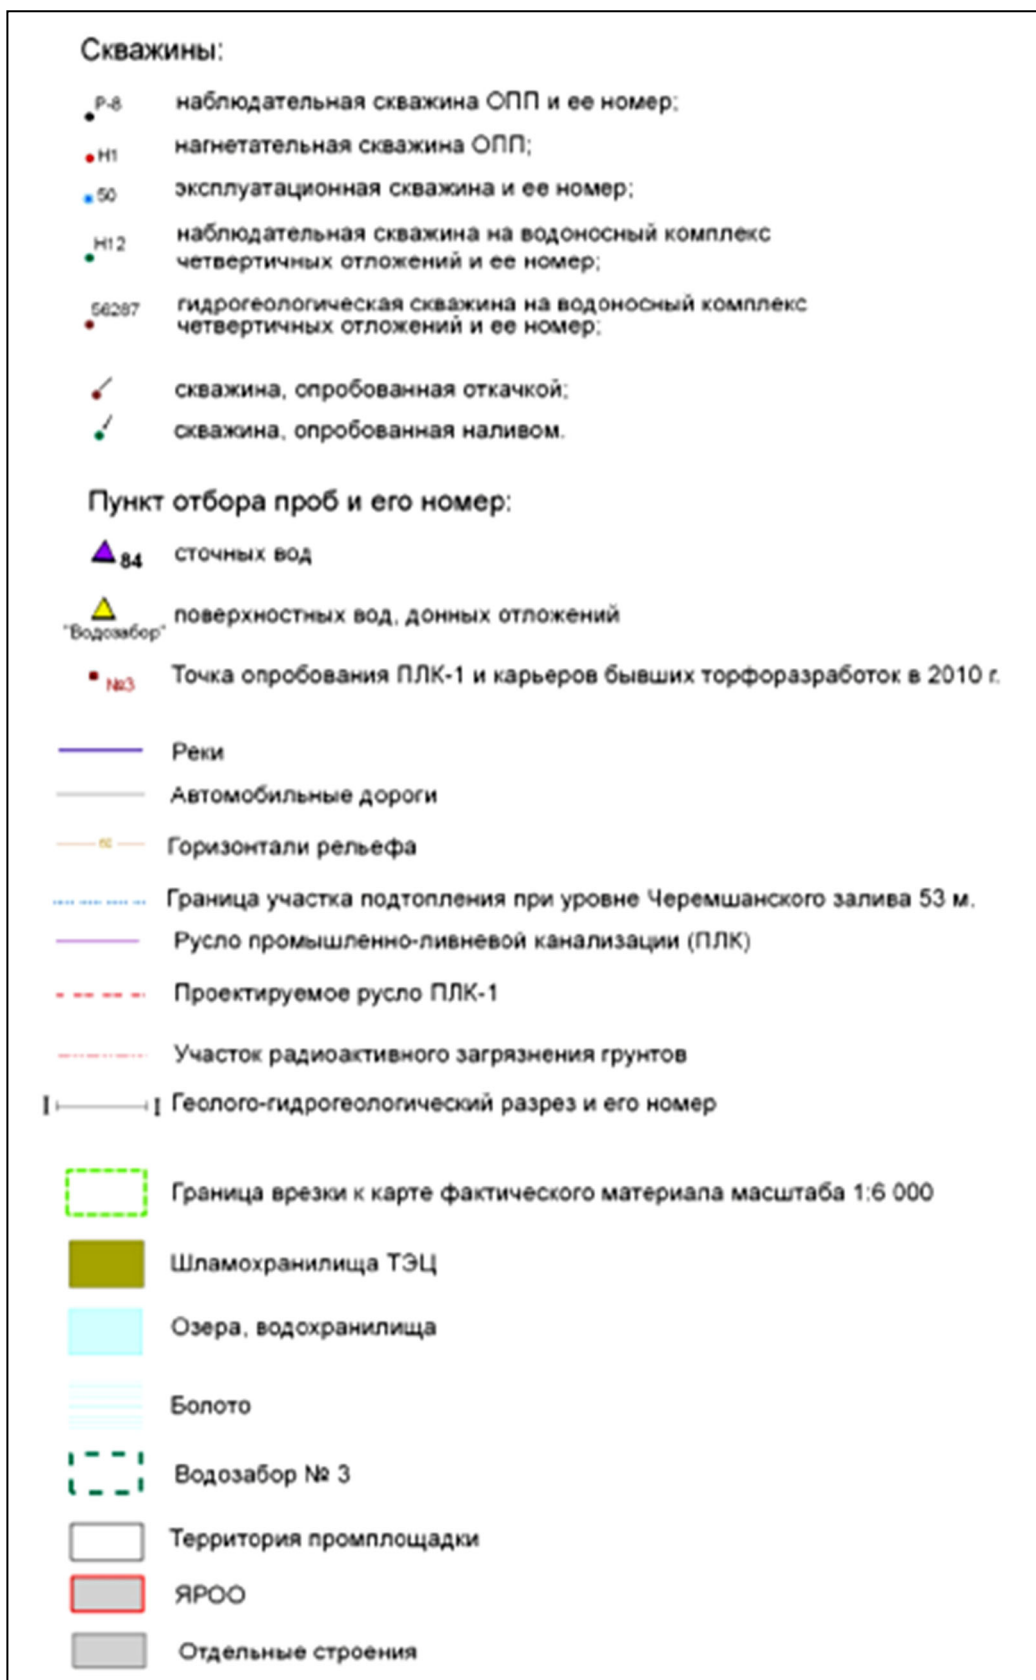 Скважины:
Р-8 наблюдательная скважина ОПП и ее номер;
Н1 нагнетательная скважина ОПП;
50 эксплуатационная скважина и ее номер;
Н12 наблюдательная скважина на водоносный комплекс
четвертичных отложений и ее номер;
56287 гидрогеологическая скважина на водоносный комплекс
четвертичных отложений и ее номер;
скважина, опробованная откачкой;
скважина, опробованная наливом.
Пункт отбора проб и его номер:
84 сточных вод
"Водозабор" поверхностных вод, донных отложений
№3 Точка опробования ПЛК-1 и карьеров бывших торфоразработок в 2010 г.
Реки
Автомобильные дороги
Горизонтали рельефа
Граница участка подтопления при уровне Черемшанского залива 53 м.
Русло промышленно-ливневой канализации (ПЛК)
Проектируемое русло ПЛК-1
Участок радиоактивного загрязнения грунтов
I I Геолого-гидрогеологический разрез и его номер
Граница врезки к карте фактического материала масштаба 1:6 000
Шламохранилища ТЭЦ
Озера, водохранилища
Болото
Водозабор № 3
Территория промплощадки
ЯРОО
Отдельные строения